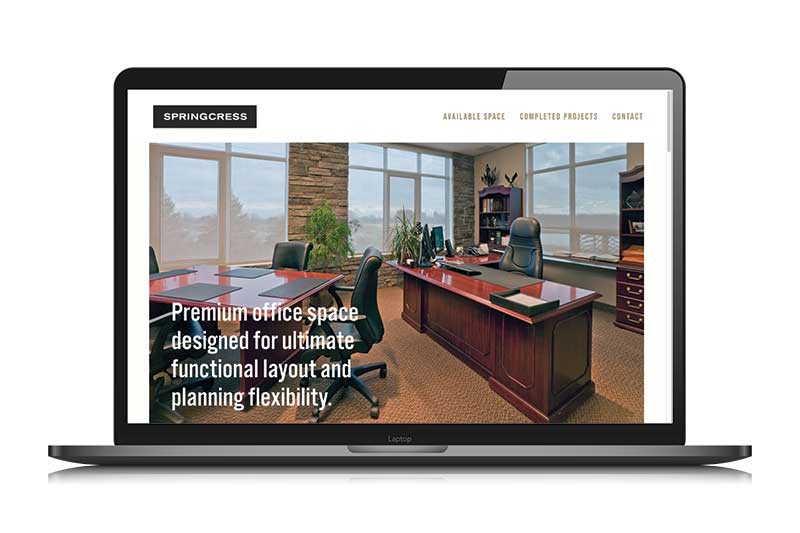 SPRINGCRESS
AVAILABLE SPACE COMPLETED PROJECTS CONTACT
Premium office space
designed for ultimate
functional layout and
planning flexibility.
Laptop